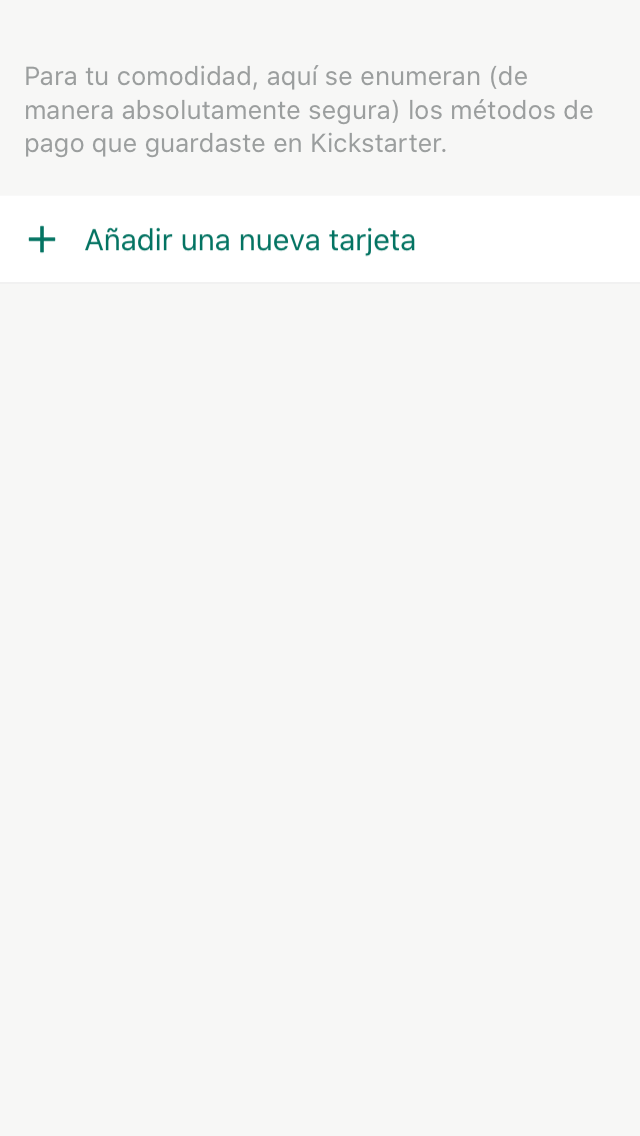 Para tu comodidad, aquí se enumeran (de
manera absolutamente segura) los métodos de
pago que guardaste en Kickstarter.
+ Añadir una nueva tarjeta